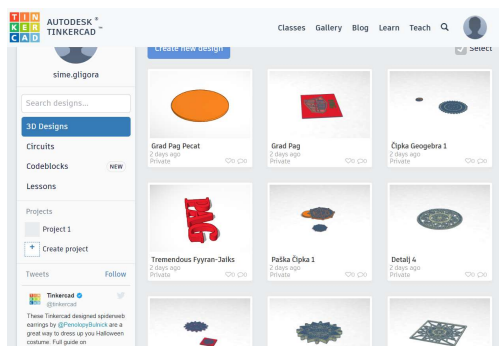 TIN
KER
CAD
AUTODESK®
TINKERCAD™
Classes Gallery Blog Learn Teach
sime.gligora
Search designs...
3D Designs
Circuits
Codeblocks NEW
Lessons
Projects
Project 1
+ Create project
Tweets Follow
Tinkercad
@tinkercad
These Tinkercad designed spiderweb
earrings by @PenolopyBulnick are a
great way to dress up you Halloween
costume. Full guide on
Create new design
Select
Grad Pag Pecat
2 days ago
Private 0 0
Grad Pag
2 days ago
Private 0 0
Čipka Geogebra 1
2 days ago
Private 0 0
Tremendous Fyyran-Jalks
2 days ago
Private 0 0
Paška Čipka 1
2 days ago
Private 0 0
Detalj 4
2 days ago
Private 0 0